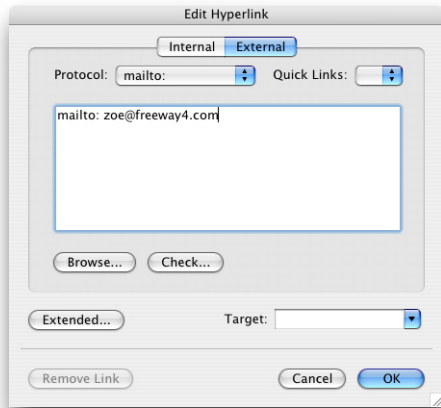 Edit Hyperlink
Internal External
Protocol: mailto: Quick Links:
mailto: zoe@freeway4.com
Browse... Check...
Extended... Target:
Remove Link Cancel OK